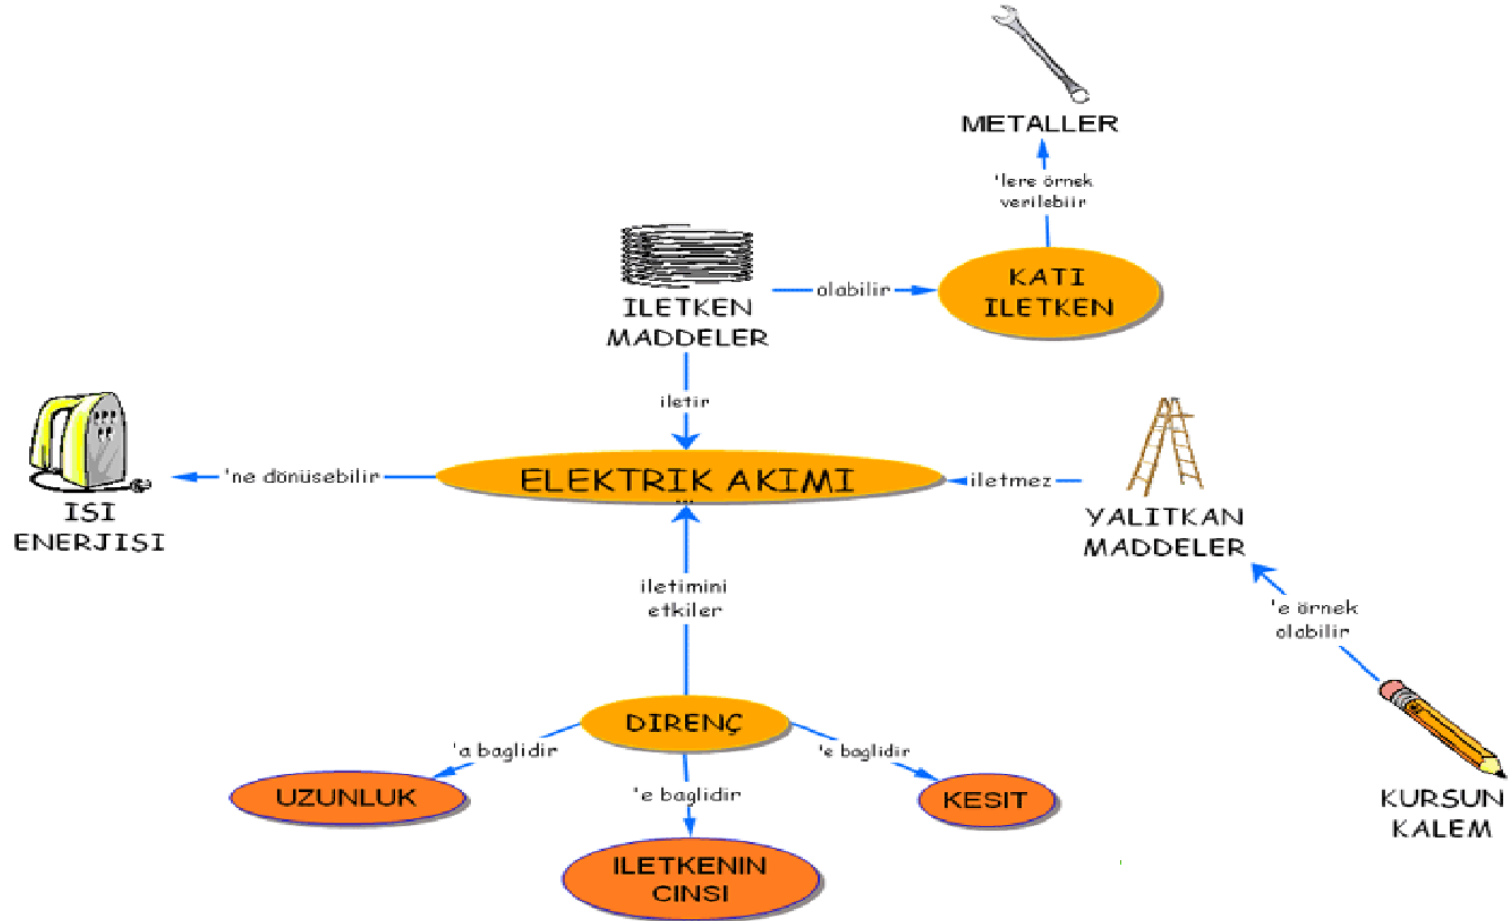 METALLER
'lere örnek
verilebiir
KATI
ILETKEN
olabilir
ILETKEN
MADDELER
iletir
ELEKTRIK AKIMI
...
'ne dönüsebilir
ISI
ENERJISI
iletmez
YALITKAN
MADDELER
'e örnek
olabilir
KURSUN
KALEM
iletimini
etkiler
DIRENÇ
'a baglidir
'e baglidir
'e baglidir
UZUNLUK
KESIT
ILETKENIN
CINSI